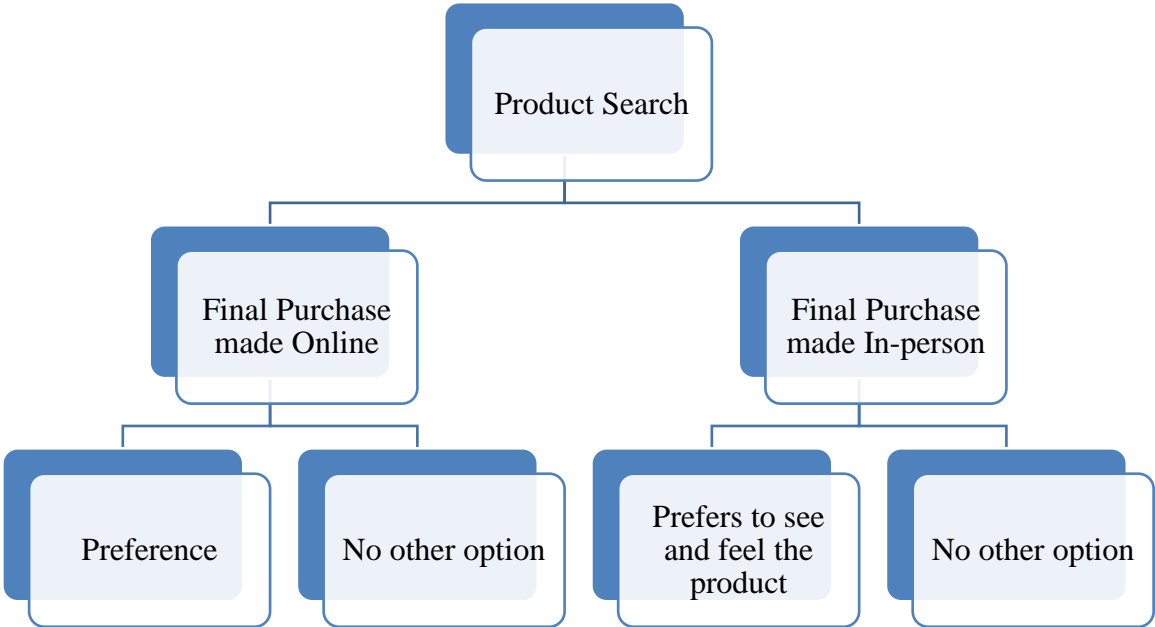 Product Search
Final Purchase
made Online
Final Purchase
made In-person
Preference
No other option
Prefers to see
and feel the
product
No other option